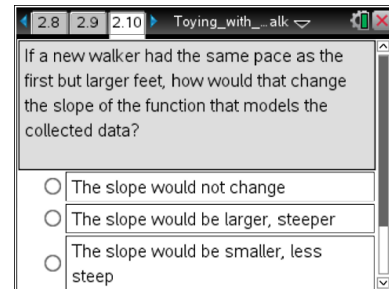 2.8 2.9 2.10 Toying_with_…alk
If a new walker had the same pace as the
first but larger feet, how would that change
the slope of the function that models the
collected data?
The slope would not change
The slope would be larger, steeper
The slope would be smaller, less
steep